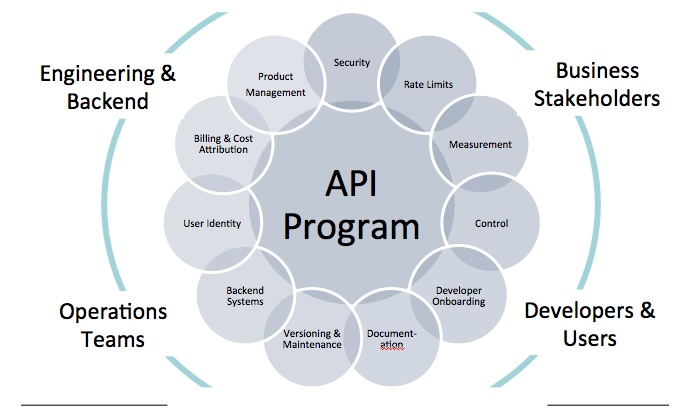 Security
Product
Management
Rate Limits
Engineering &
Backend
Business
Stakeholders
Billing & Cost
Attribution
Measurement
API
Program
User Identity
Control
Backend
Systems
Developer
Onboarding
Operations
Teams
Developers &
Users
Versioning &
Maintenance
Document-
ation